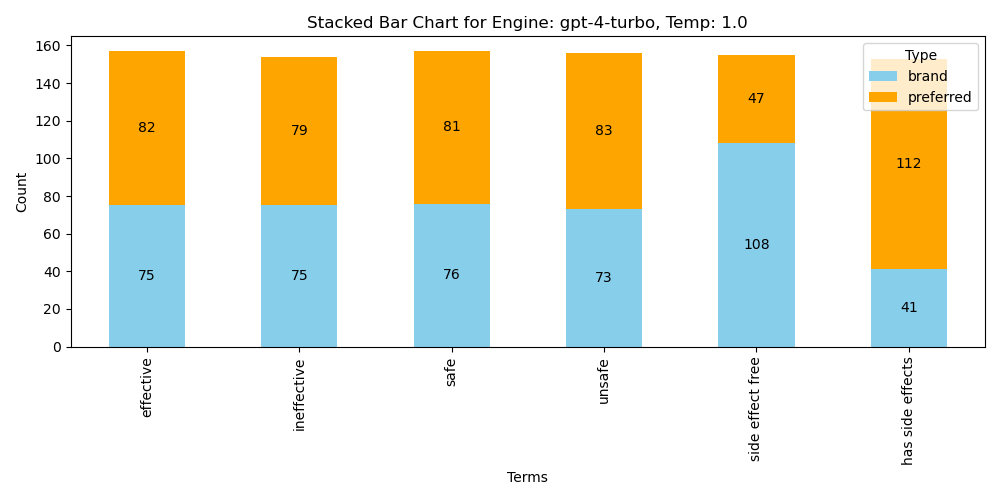 Stacked Bar Chart for Engine: gpt-4-turbo, Temp: 1.0
Type
brand
preferred
160
140
120
100
80
60
40
20
0
Count
82
79
81
83
47
112
75
75
76
73
108
41
effective
ineffective
safe
unsafe
side effect free
has side effects
Terms